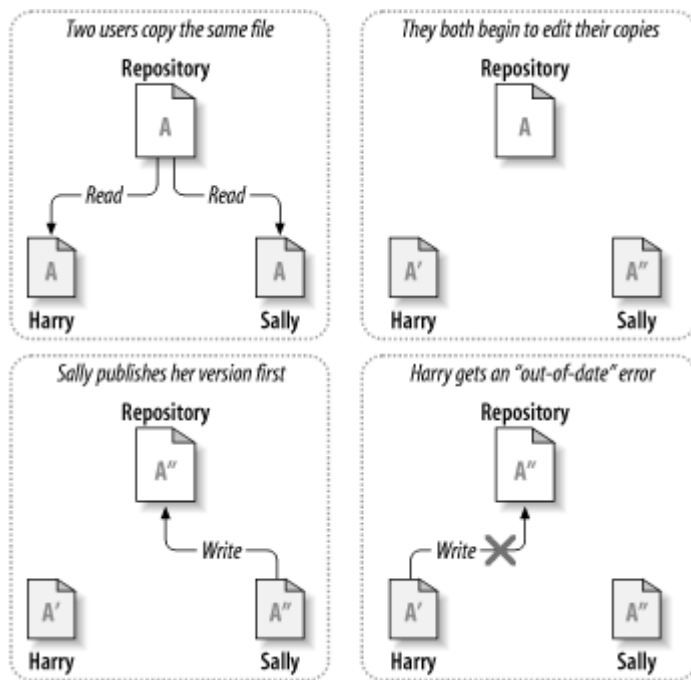 Two users copy the same file
Repository
A
Read
Read
A
A
Harry
Sally
They both begin to edit their copies
Repository
A
A′
A″
Harry
Sally
Sally publishes her version first
Repository
A″
Write
A′
A″
Harry
Sally
Harry gets an “out-of-date” error
Repository
A″
Write
A′
A″
Harry
Sally